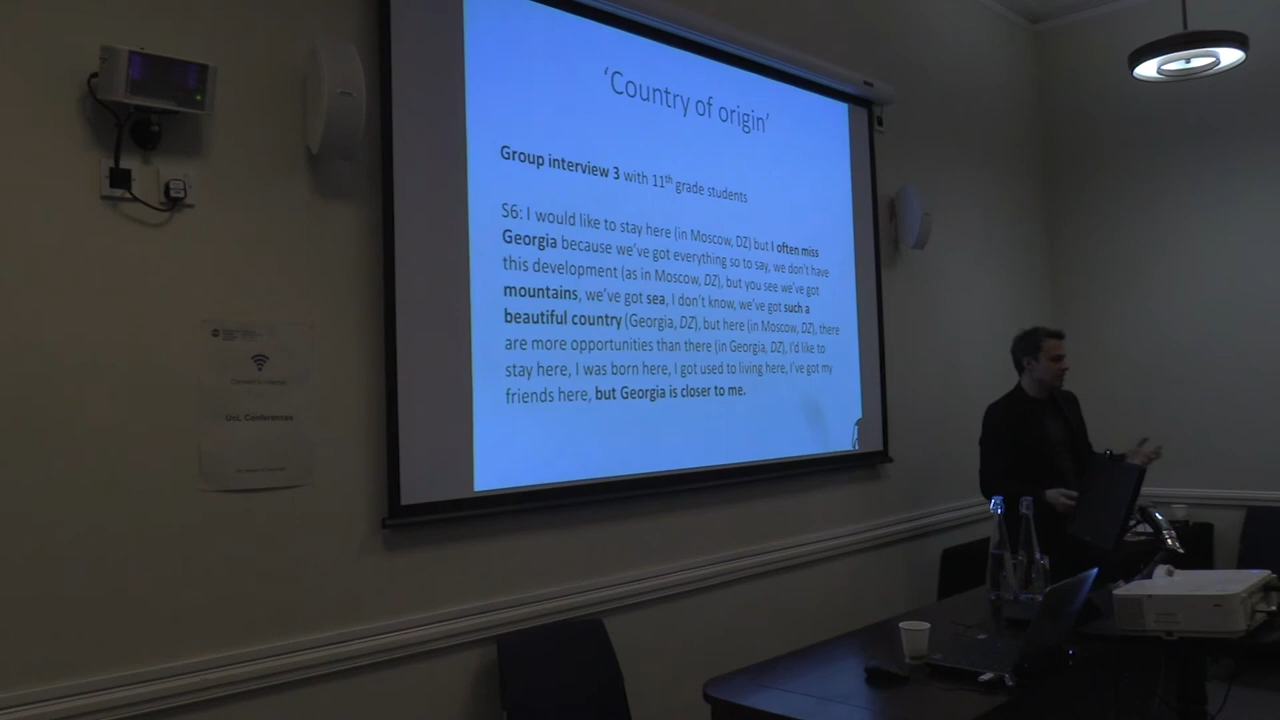 'Country of origin'
Group interview 3 with 11th grade students
S6: I would like to stay here (in Moscow, DZ) but I often miss
Georgia because we've got everything so to say, we don't have
this development (as in Moscow, DZ), but you see we've got
mountains, we've got sea, I don't know, we've got such a
beautiful country (Georgia, DZ), but here (in Moscow, DZ), there
are more opportunities than there (in Georgia, DZ), I'd like to
stay here, I was born here, I got used to living here, I've got my
friends here, but Georgia is closer to me.
UoL Conferences